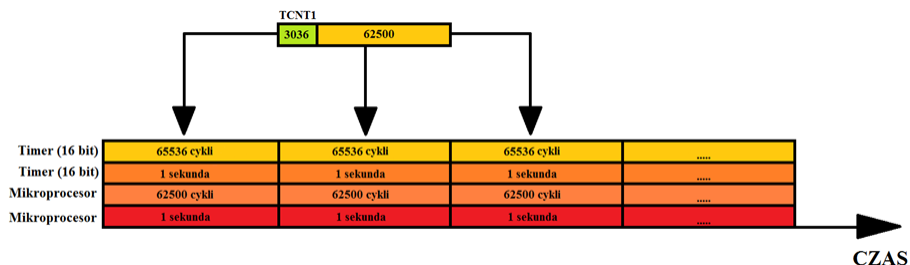 TCNT1
3036 62500
Timer (16 bit) 65536 cykli 65536 cykli 65536 cykli .....
Timer (16 bit) 1 sekunda 1 sekunda 1 sekunda .....
Mikroprocesor 62500 cykli 62500 cykli 62500 cykli .....
Mikroprocesor 1 sekunda 1 sekunda 1 sekunda .....
CZAS